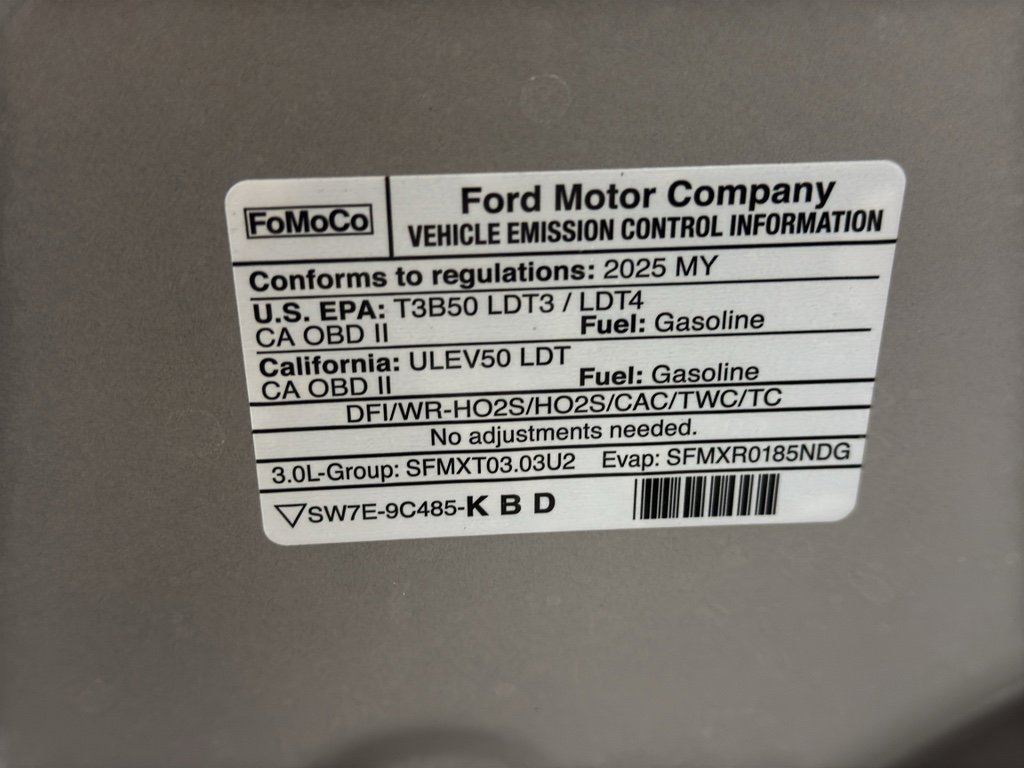 FoMoCo
Ford Motor Company
VEHICLE EMISSION CONTROL INFORMATION
Conforms to regulations: 2025 MY
U.S. EPA: T3B50 LDT3 / LDT4
CA OBD II Fuel: Gasoline
California: ULEV50 LDT
CA OBD II Fuel: Gasoline
DFI/WR-HO2S/HO2S/CAC/TWC/TC
No adjustments needed.
3.0L-Group: SFMXT03.03U2 Evap: SFMXR0185NDG
SW7E-9C485-K B D